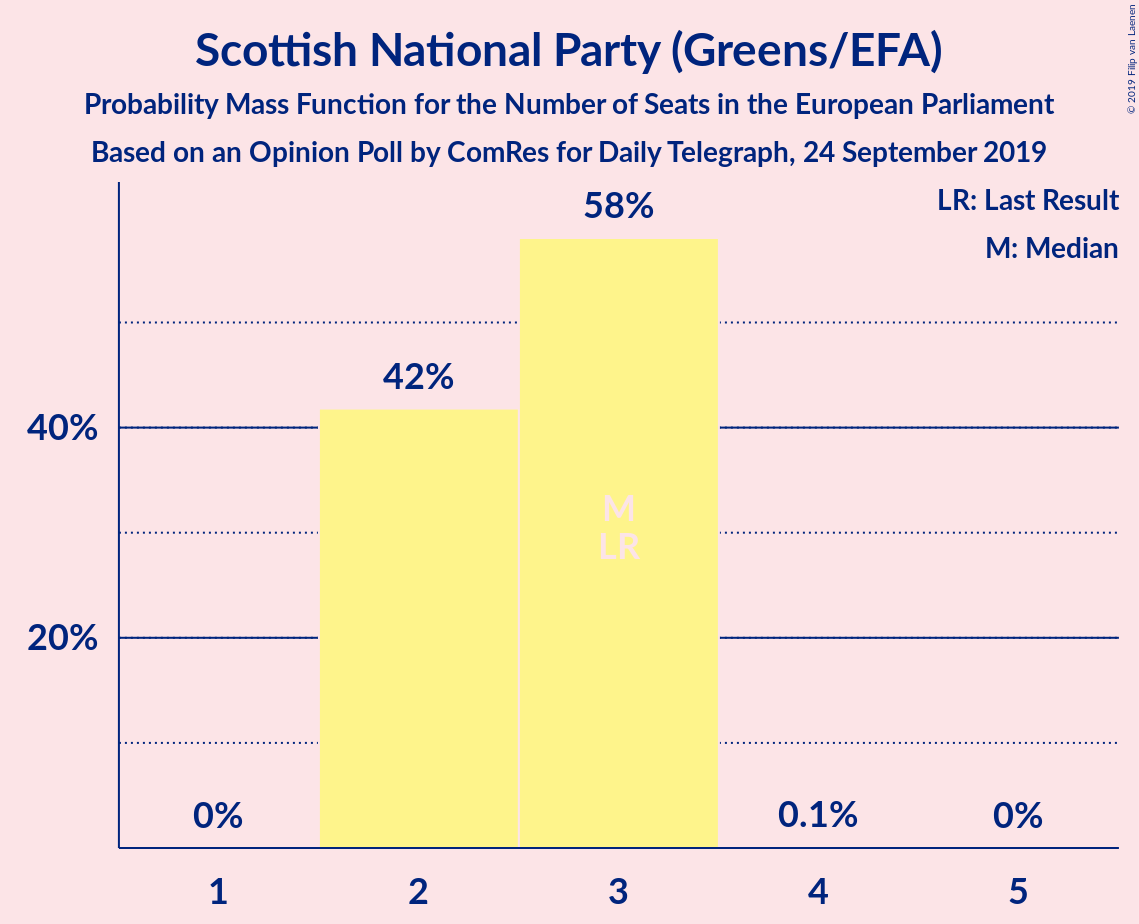 Scottish National Party (Greens/EFA)
Probability Mass Function for the Number of Seats in the European Parliament
Based on an Opinion Poll by ComRes for Daily Telegraph, 24 September 2019
© 2019 Filip van Laenen
LR: Last Result
M: Median
58%
42%
40%
M
LR
20%
0%
0.1%
0%
1
2
3
4
5